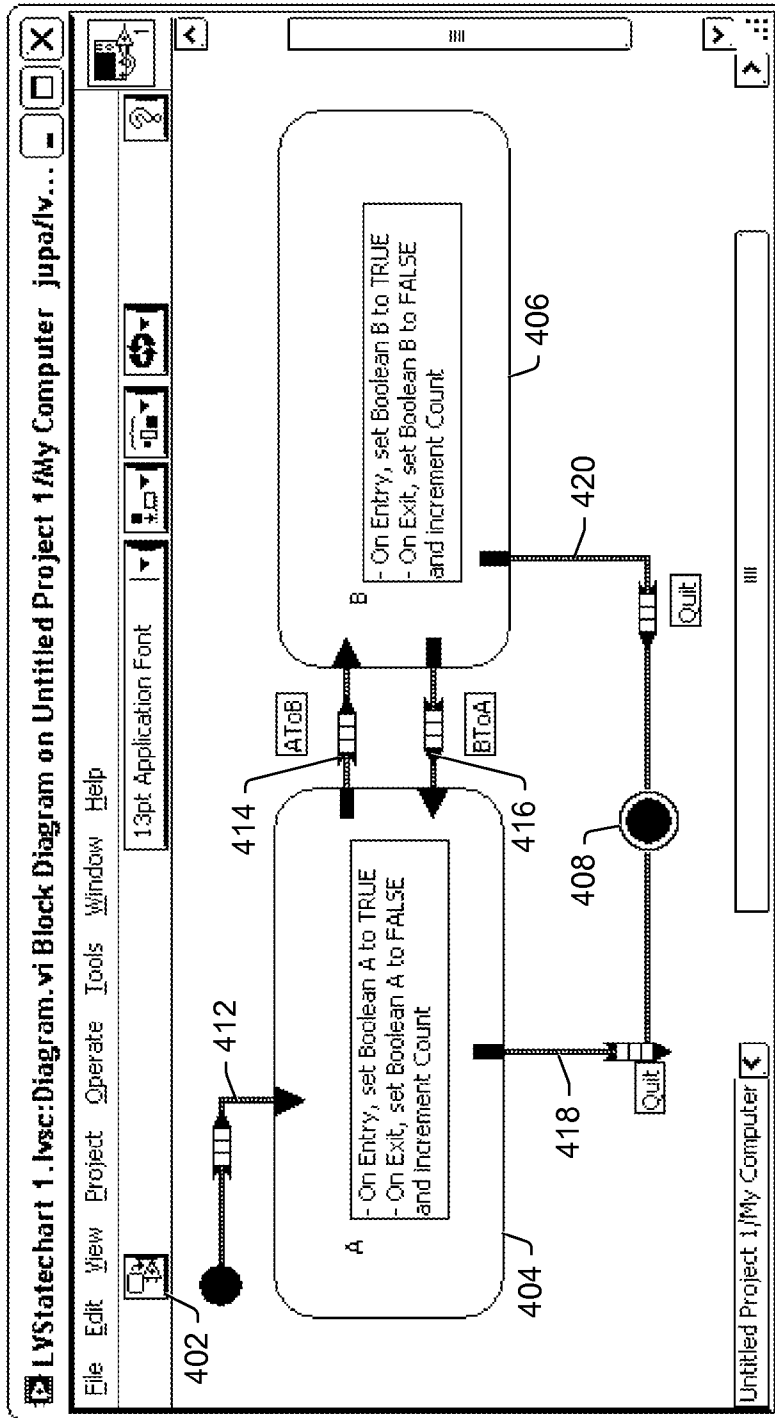 LVStatechart 1.lvsc:Diagram.vi Block Diagram on Untitled Project 1/My Computer jupa/lv...
File Edit View Project Operate Tools Window Help
13pt Application Font
?
1
402
412
A
- On Entry, set Boolean A to TRUE
- On Exit, set Boolean A to FALSE
and increment Count
404
AToB
414
BToA
416
B
- On Entry, set Boolean B to TRUE
- On Exit, set Boolean B to FALSE
and increment Count
406
418
Quit
408
420
Quit
Untitled Project 1/My Computer